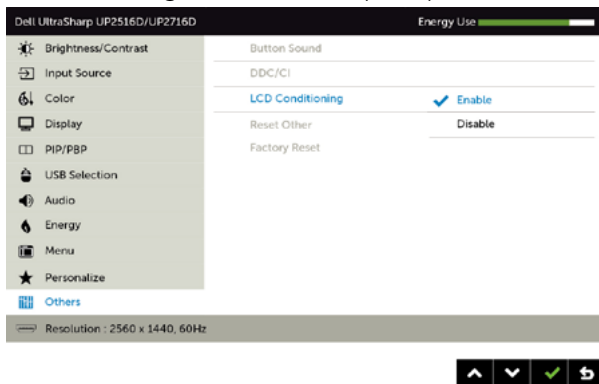 Dell UltraSharp UP2516D/UP2716D Energy Use
Brightness/Contrast Button Sound
Input Source DDC/CI
Color LCD Conditioning Enable
Display Reset Other Disable
PIP/PBP Factory Reset
USB Selection
Audio
Energy
Menu
Personalize
Others
Resolution : 2560 x 1440, 60Hz